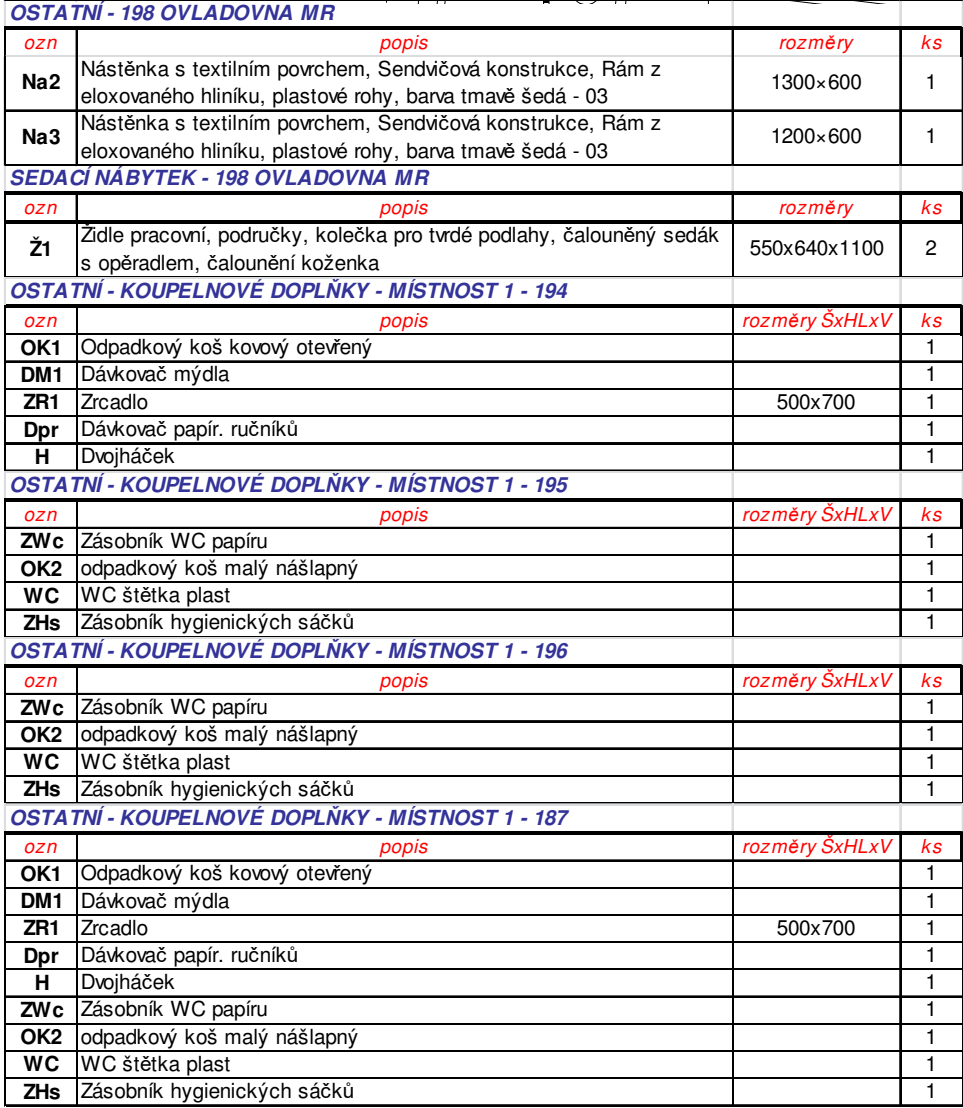 OSTATNÍ - 198 OVLADOVNA MR
ozn popis rozměry ks
Na2 Nástěnka s textilním povrchem, Sendvičová konstrukce, Rám z eloxovaného hliníku, plastové rohy, barva tmavě šedá - 03 1300×600 1
Na3 Nástěnka s textilním povrchem, Sendvičová konstrukce, Rám z eloxovaného hliníku, plastové rohy, barva tmavě šedá - 03 1200×600 1
SEDACÍ NÁBYTEK - 198 OVLADOVNA MR
ozn popis rozměry ks
Ž1 Židle pracovní, područky, kolečka pro tvrdé podlahy, čalouněný sedák s opěradlem, čalounění koženka 550x640x1100 2
OSTATNÍ - KOUPELNOVÉ DOPLŇKY - MÍSTNOST 1 - 194
ozn popis rozměry ŠxHLxV ks
OK1 Odpadkový koš kovový otevřený 1
DM1 Dávkovač mýdla 1
ZR1 Zrcadlo 500x700 1
Dpr Dávkovač papír. ručníků 1
H Dvojháček 1
OSTATNÍ - KOUPELNOVÉ DOPLŇKY - MÍSTNOST 1 - 195
ozn popis rozměry ŠxHLxV ks
ZWc Zásobník WC papíru 1
OK2 odpadkový koš malý nášlapný 1
WC WC štětka plast 1
ZHs Zásobník hygienických sáčků 1
OSTATNÍ - KOUPELNOVÉ DOPLŇKY - MÍSTNOST 1 - 196
ozn popis rozměry ŠxHLxV ks
ZWc Zásobník WC papíru 1
OK2 odpadkový koš malý nášlapný 1
WC WC štětka plast 1
ZHs Zásobník hygienických sáčků 1
OSTATNÍ - KOUPELNOVÉ DOPLŇKY - MÍSTNOST 1 - 187
ozn popis rozměry ŠxHLxV ks
OK1 Odpadkový koš kovový otevřený 1
DM1 Dávkovač mýdla 1
ZR1 Zrcadlo 500x700 1
Dpr Dávkovač papír. ručníků 1
H Dvojháček 1
ZWc Zásobník WC papíru 1
OK2 odpadkový koš malý nášlapný 1
WC WC štětka plast 1
ZHs Zásobník hygienických sáčků 1